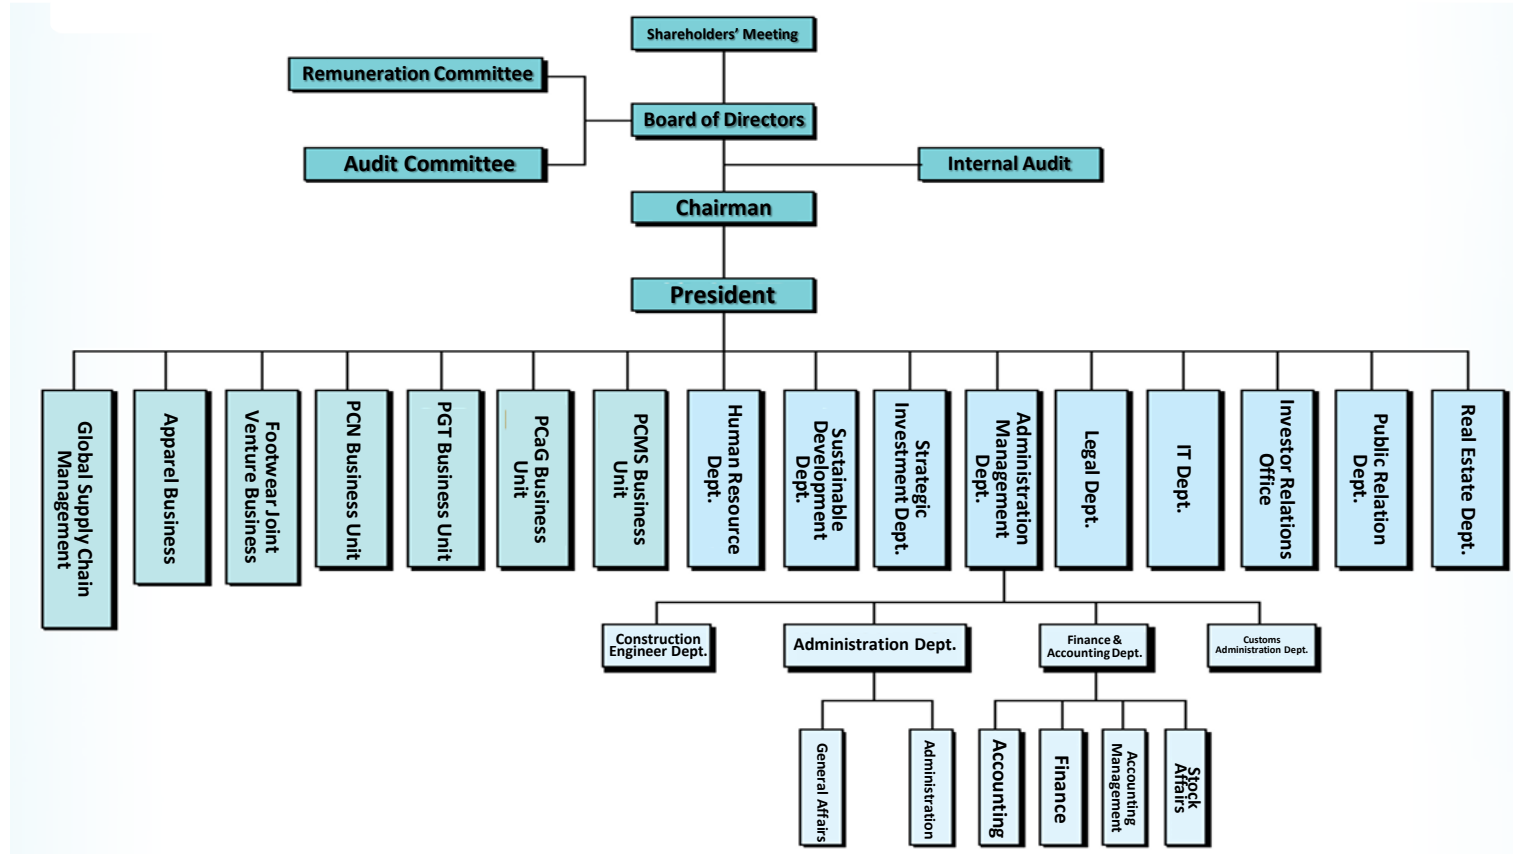 Shareholders' Meeting
Remuneration Committee
Board of Directors
Audit Committee
Internal Audit
Chairman
President
Global Supply Chain
Management
Apparel Business
Footwear Joint
Venture Business
PCN Business Unit
PGT Business Unit
PCaG Business
Unit
PCMS Business
Unit
Human Resource
Dept.
Sustainable
Development
Dept.
Strategic
Investment Dept.
Administration
Management
Dept.
Legal Dept.
IT Dept.
Investor Relations
Office
Public Relation
Dept.
Real Estate Dept.
Construction
Engineer Dept.
Administration Dept.
Finance &
Accounting Dept.
Customs
Administration Dept.
General Affairs
Administration
Accounting
Finance
Accounting
Management
Stock
Affairs